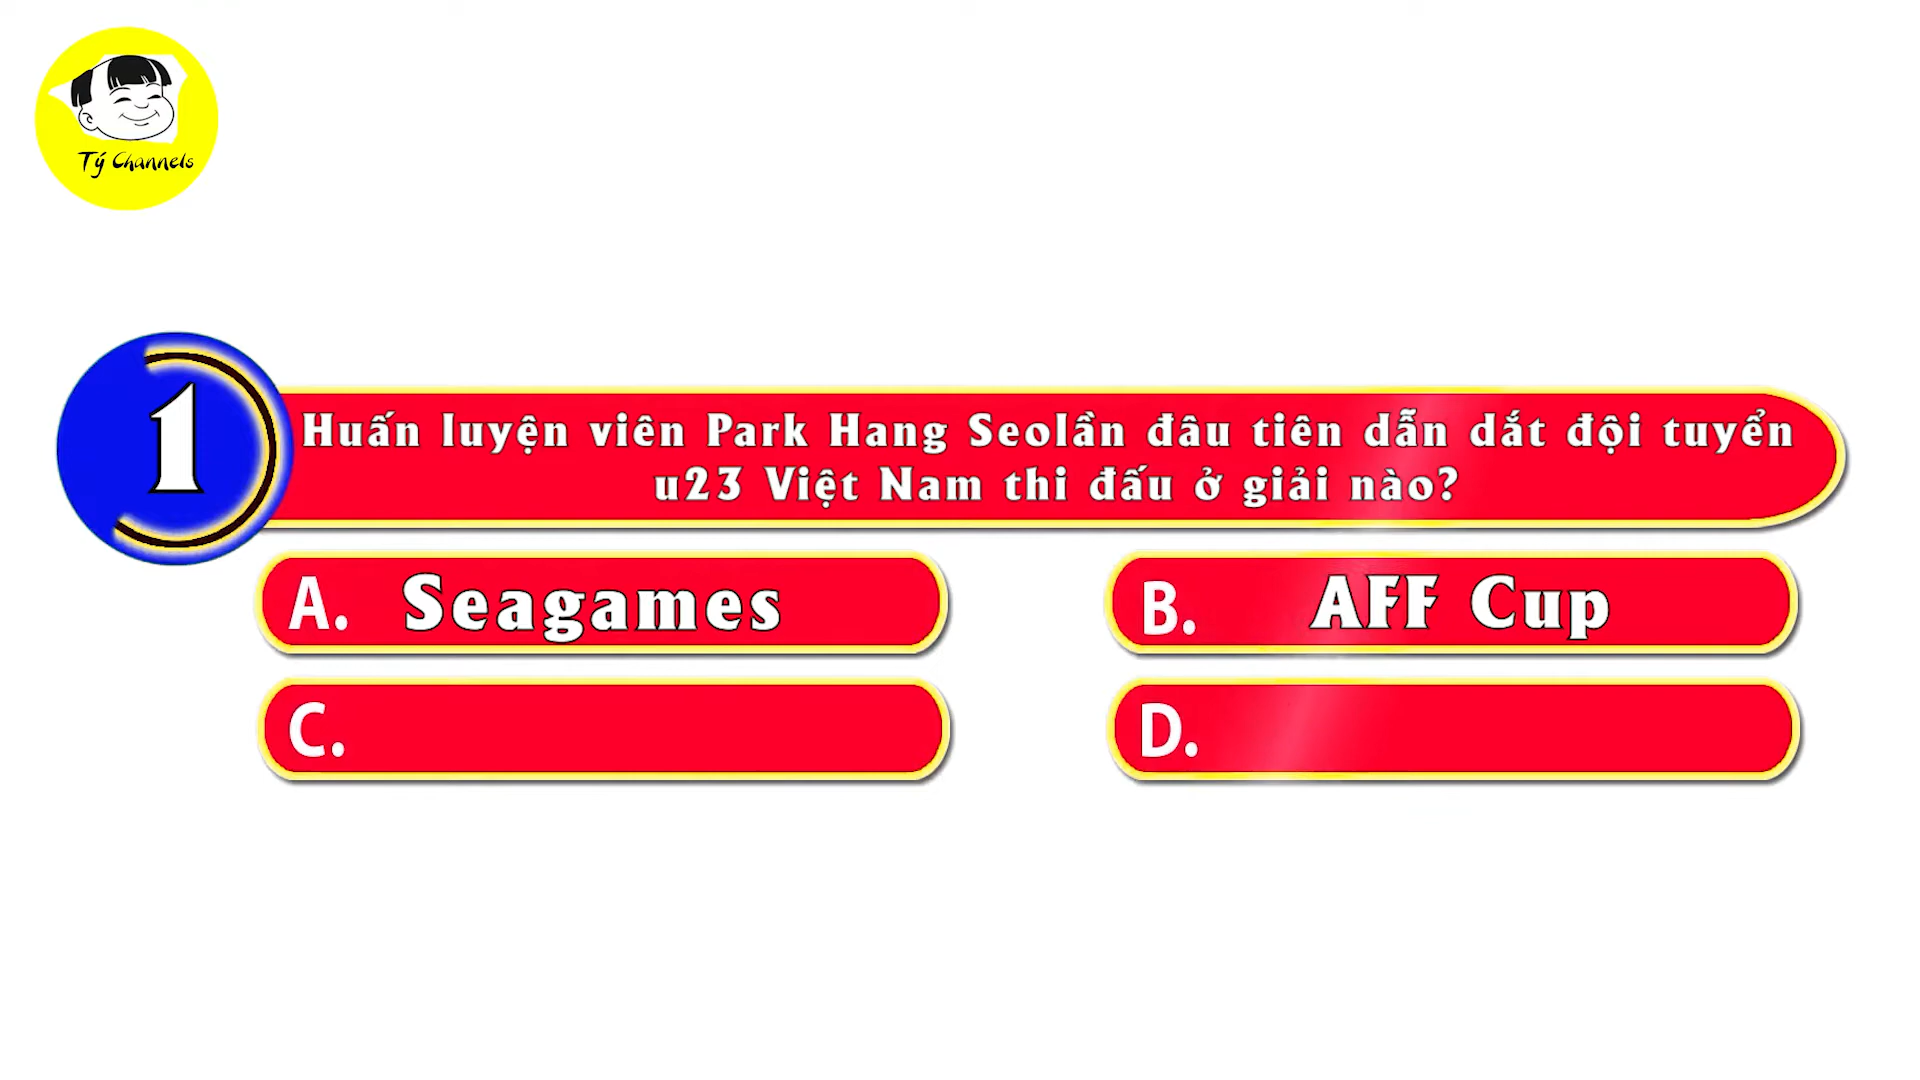 Tý Channels
1
Huấn luyện viên Park Hang Seolần đâu tiên dẫn dắt đội tuyển
u23 Việt Nam thi đấu ở giải nào?
A. Seagames
B. AFF Cup
C.
D.